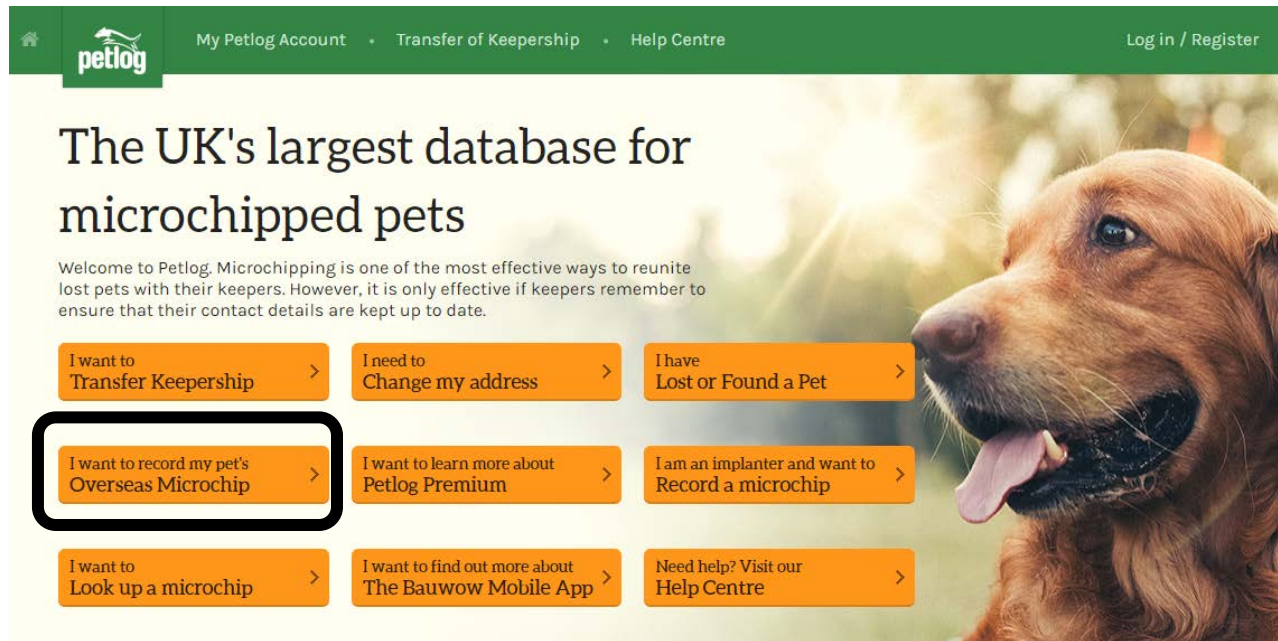 petlog
My Petlog Account • Transfer of Keepership • Help Centre
Log in / Register
The UK's largest database for
microchipped pets
Welcome to Petlog. Microchipping is one of the most effective ways to reunite
lost pets with their keepers. However, it is only effective if keepers remember to
ensure that their contact details are kept up to date.
I want to
Transfer Keepership
I need to
Change my address
I have
Lost or Found a Pet
I want to record my pet's
Overseas Microchip
I want to learn more about
Petlog Premium
I am an implanter and want to
Record a microchip
I want to
Look up a microchip
I want to find out more about
The Bauwow Mobile App
Need help? Visit our
Help Centre